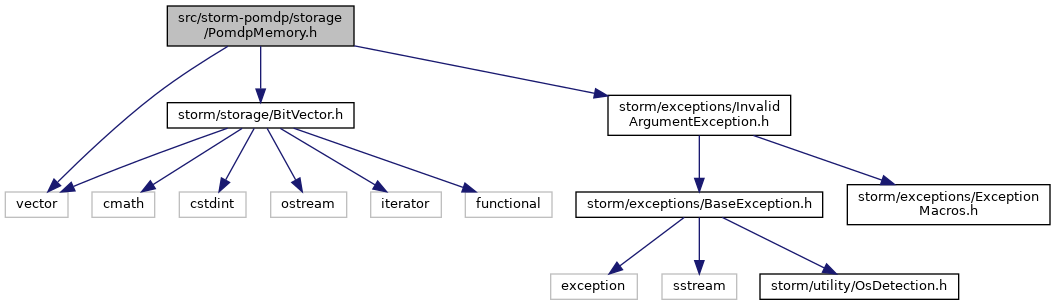 src/storm-pomdp/storage
/PomdpMemory.h
storm/storage/BitVector.h
storm/exceptions/Invalid
ArgumentException.h
vector
cmath
cstdint
ostream
iterator
functional
storm/exceptions/BaseException.h
storm/exceptions/Exception
Macros.h
exception
sstream
storm/utility/OsDetection.h